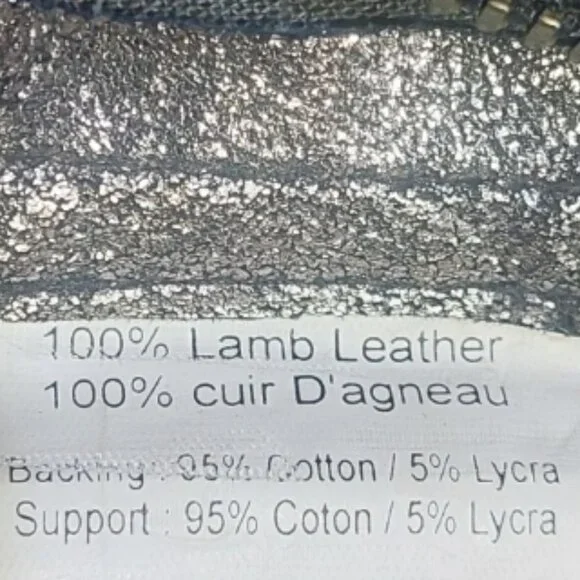 100% Lamb Leather
100% cuir D'agneau
Backing : 95% Cotton / 5% Lycra
Support : 95% Coton / 5% Lycra